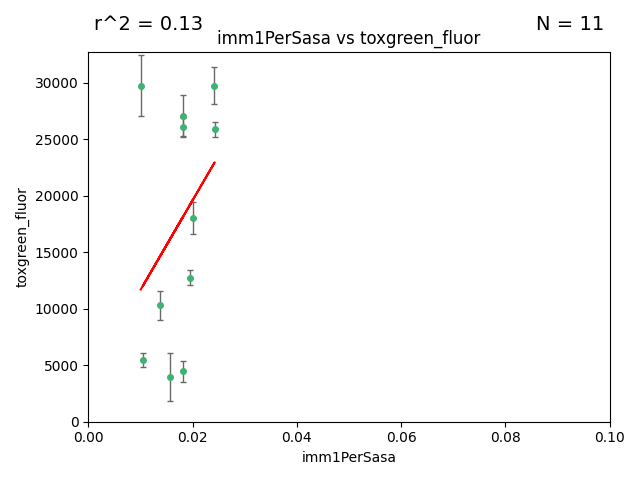 r^2 = 0.13
N = 11
imm1PerSasa vs toxgreen_fluor
toxgreen_fluor
30000
25000
20000
15000
10000
5000
0
0.00 0.02 0.04 0.06 0.08 0.10
imm1PerSasa